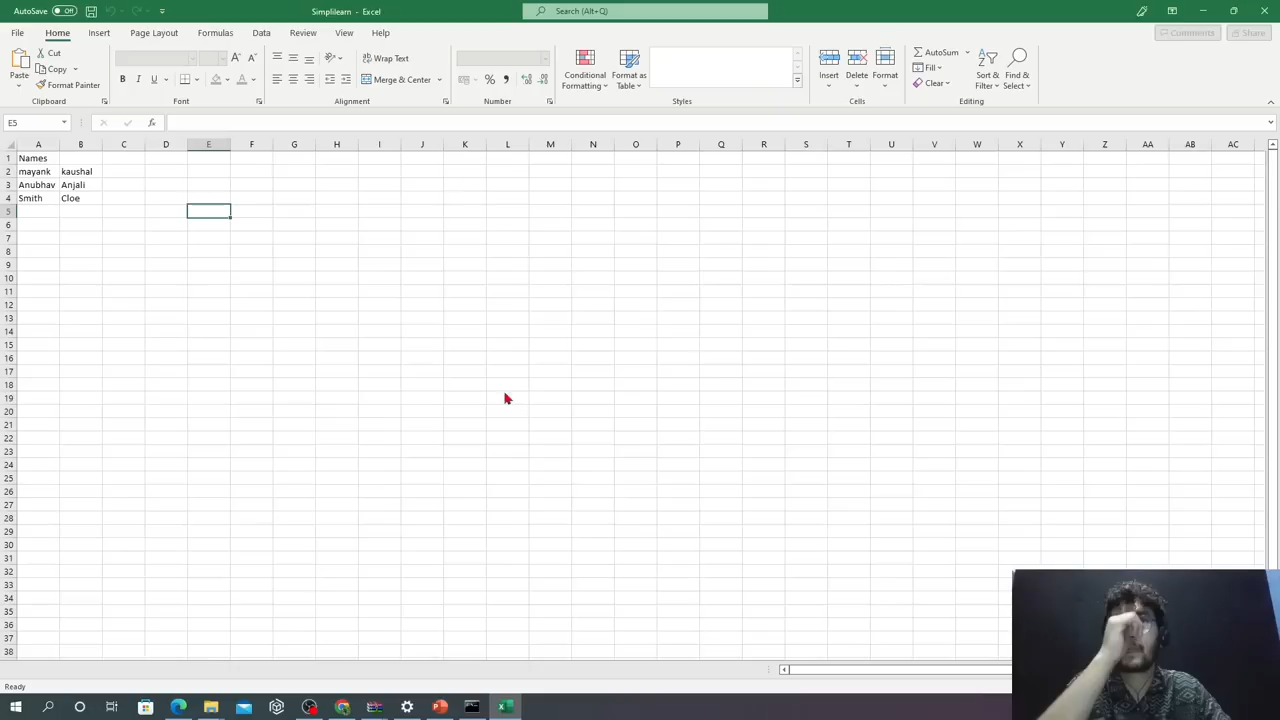 AutoSave Off Simplilearn - Excel Search (Alt+Q)
File Home Insert Page Layout Formulas Data Review View Help Comments Share
Paste Cut Copy Format Painter Clipboard
B I U A A A Font
Wrap Text Merge & Center Alignment
% , Number
Conditional Formatting Format as Table Styles
Insert Delete Format Cells
AutoSum Fill Clear Sort & Filter Find & Select Editing
E5 fx
A B C D E F G H I J K L M N O P Q R S T U V W X Y Z AA AB AC
1 Names
2 mayank kaushal
3 Anubhav Anjali
4 Smith Cloe
5
6
7
8
9
10
11
12
13
14
15
16
17
18
19
20
21
22
23
24
25
26
27
28
29
30
31
32
33
34
35
36
37
38
Ready